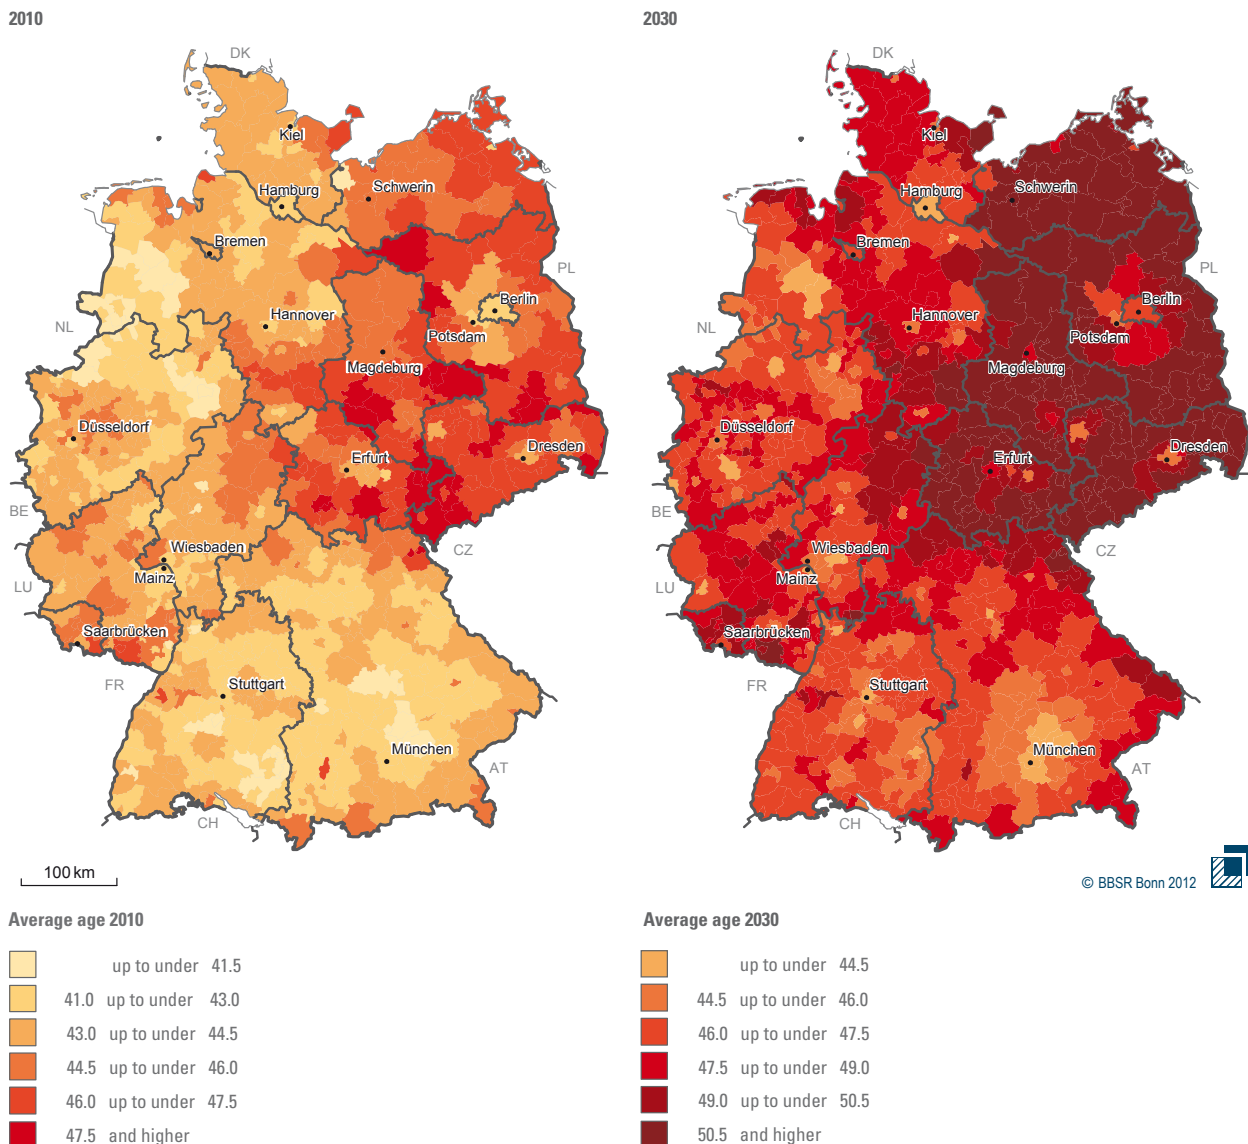 2010
2030
DK
Kiel
Hamburg
Schwerin
Bremen
PL
Berlin
NL
Hannover
Potsdam
Magdeburg
Düsseldorf
Dresden
Erfurt
BE
Wiesbaden
CZ
Mainz
LU
Saarbrücken
FR
Stuttgart
München
AT
CH
100 km
DK
Kiel
Hamburg
Schwerin
Bremen
PL
Berlin
NL
Hannover
Potsdam
Magdeburg
Düsseldorf
Dresden
Erfurt
BE
Wiesbaden
CZ
Mainz
LU
Saarbrücken
FR
Stuttgart
München
AT
CH
© BBSR Bonn 2012
Average age 2010
up to under 41.5
41.0 up to under 43.0
43.0 up to under 44.5
44.5 up to under 46.0
46.0 up to under 47.5
47.5 and higher
Average age 2030
up to under 44.5
44.5 up to under 46.0
46.0 up to under 47.5
47.5 up to under 49.0
49.0 up to under 50.5
50.5 and higher